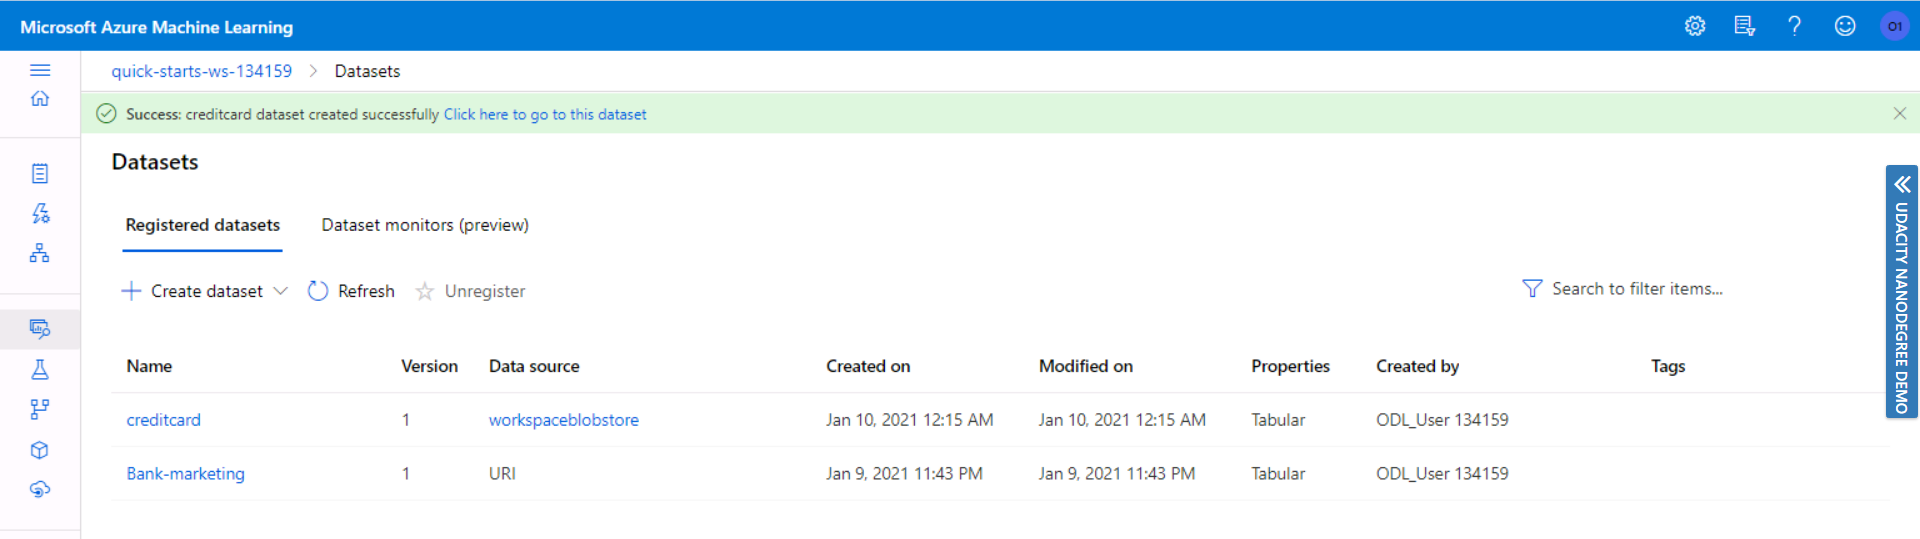 Microsoft Azure Machine Learning
O1
quick-starts-ws-134159 > Datasets
Success: creditcard dataset created successfully Click here to go to this dataset
Datasets
Registered datasets Dataset monitors (preview)
Create dataset Refresh Unregister Search to filter items...
Name Version Data source Created on Modified on Properties Created by Tags
creditcard 1 workspaceblobstore Jan 10, 2021 12:15 AM Jan 10, 2021 12:15 AM Tabular ODL_User 134159
Bank-marketing 1 URI Jan 9, 2021 11:43 PM Jan 9, 2021 11:43 PM Tabular ODL_User 134159
UDACITY NANODEGREE DEMO